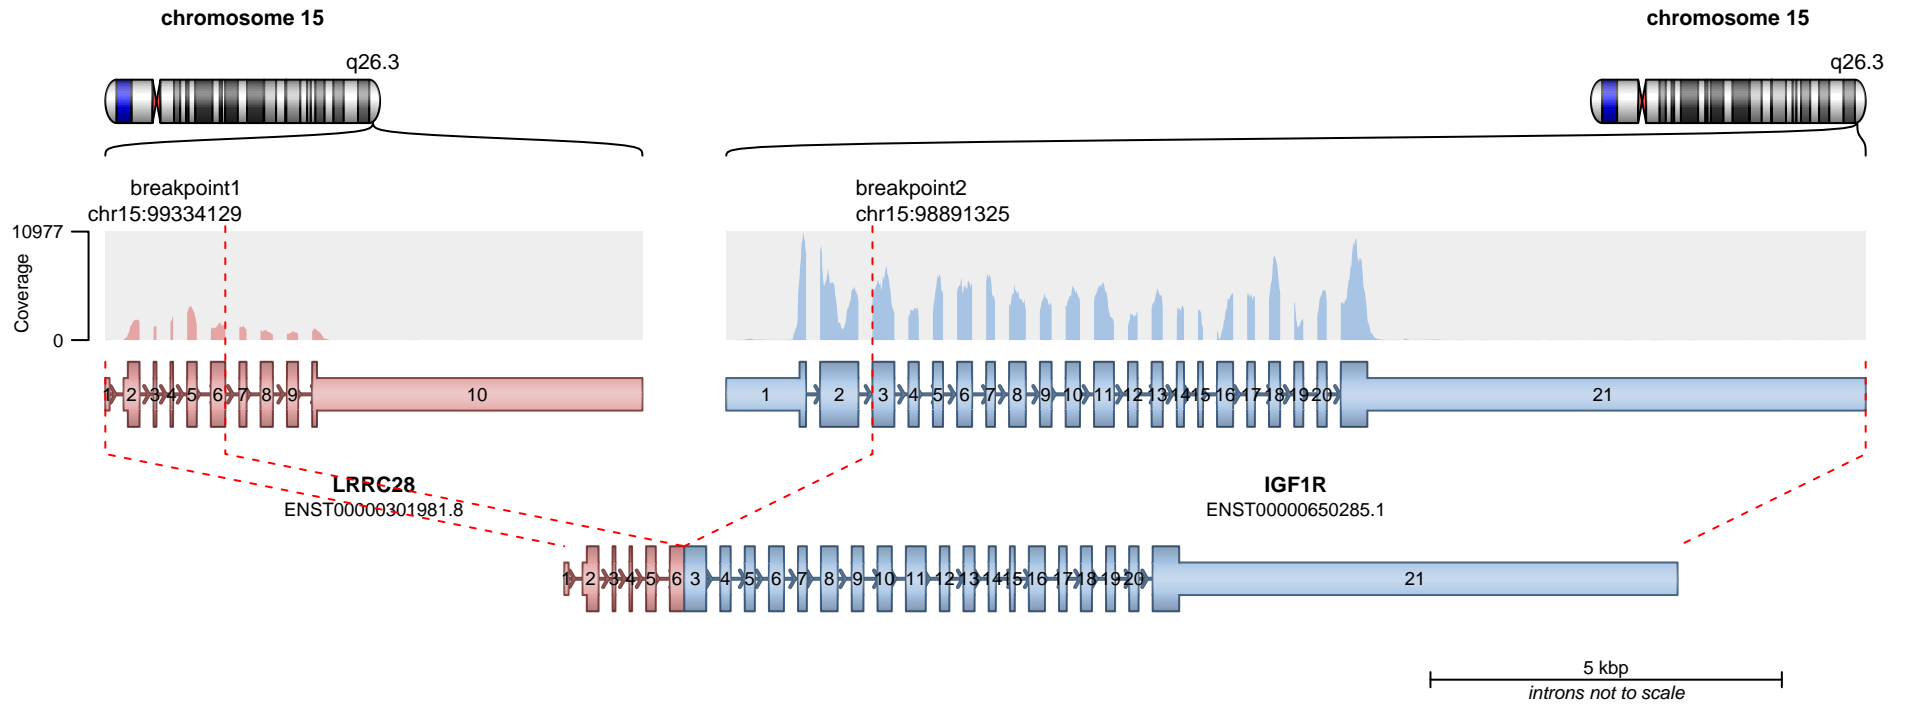 chromosome 15
chromosome 15
q26.3
q26.3
breakpoint1
chr15:99334129
breakpoint2
chr15:98891325
10977
Coverage
0
1 2 3 4 5 6 7 8 9 10
1 2 3 4 5 6 7 8 9 10 11 12 13 14 15 16 17 18 19 20 21
LRRC28
ENST00000301981.8
IGF1R
ENST00000650285.1
1 2 3 4 5 6 3 4 5 6 7 8 9 10 11 12 13 14 15 16 17 18 19 20 21
5 kbp
introns not to scale